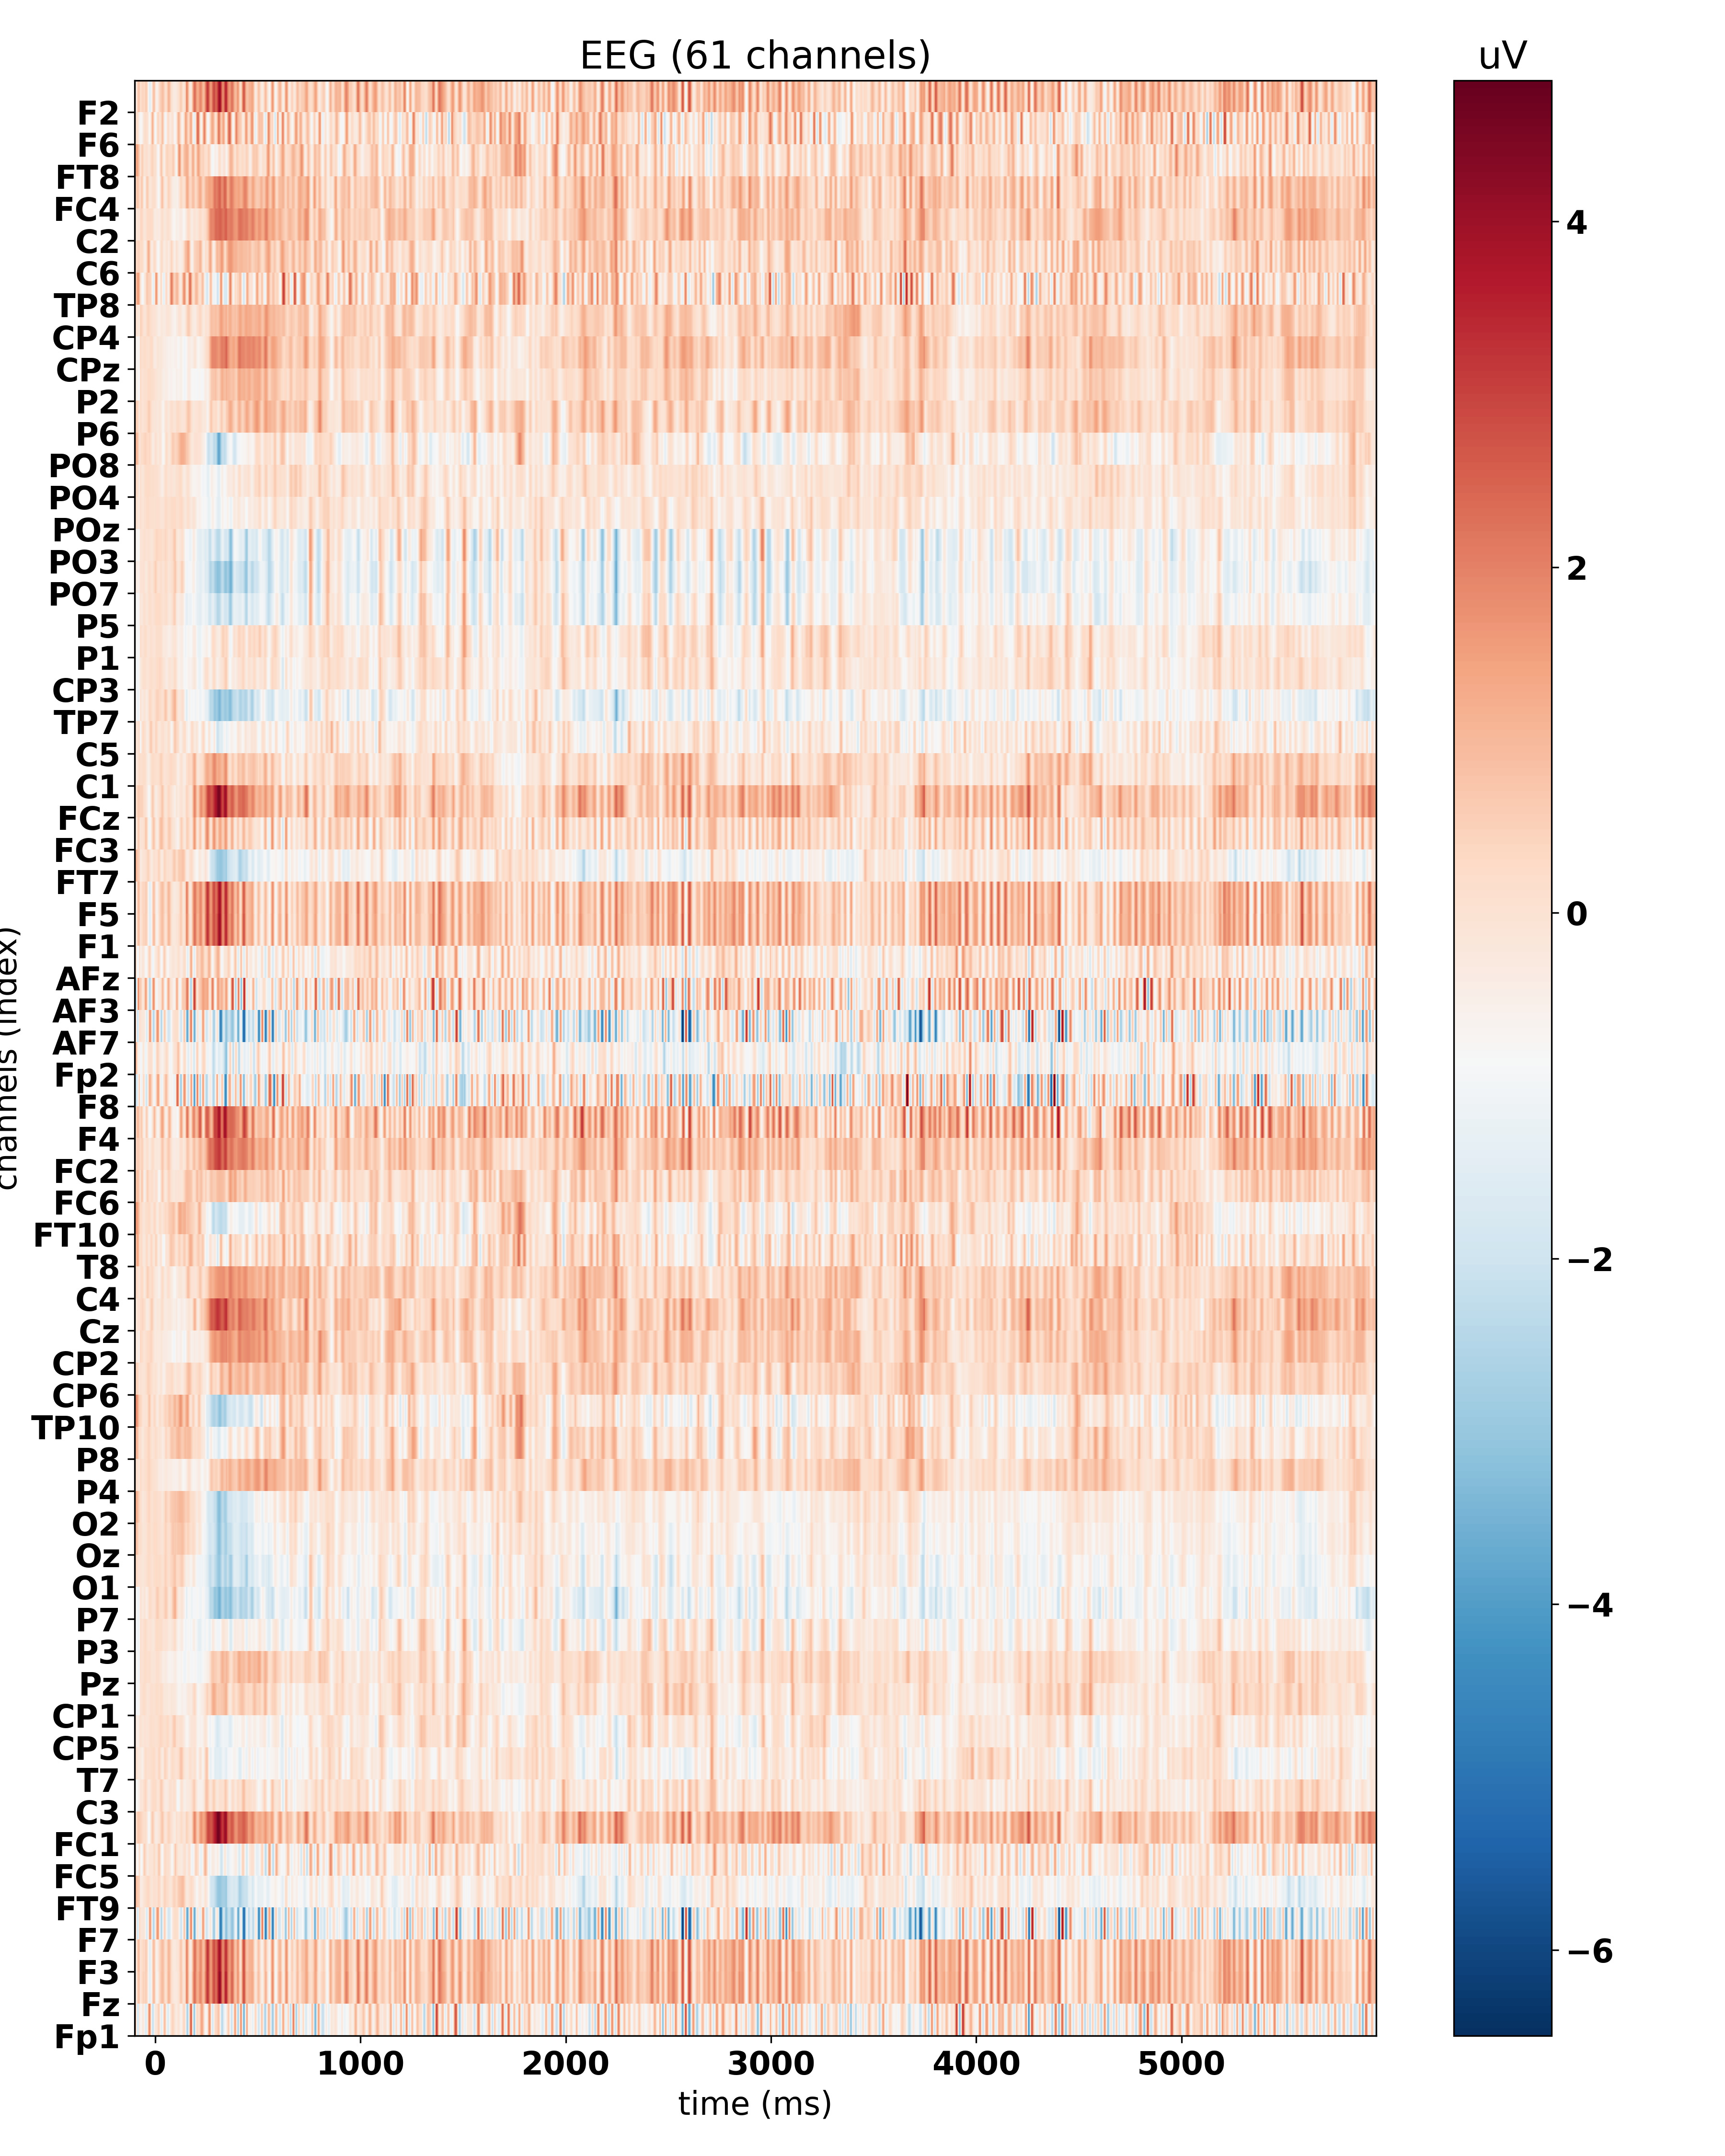 EEG (61 channels)
uV
F2
F6
FT8
FC4
C2
C6
TP8
CP4
CPz
P2
P6
PO8
PO4
POz
PO3
PO7
P5
P1
CP3
TP7
C5
C1
FCz
FC3
FT7
F5
F1
AFz
AF3
AF7
Fp2
F8
F4
FC2
FC6
FT10
T8
C4
Cz
CP2
CP6
TP10
P8
P4
O2
Oz
O1
P7
P3
Pz
CP1
CP5
T7
C3
FC1
FC5
FT9
F7
F3
Fz
Fp1
channels (index)
0 1000 2000 3000 4000 5000
time (ms)
4
2
0
−2
−4
−6